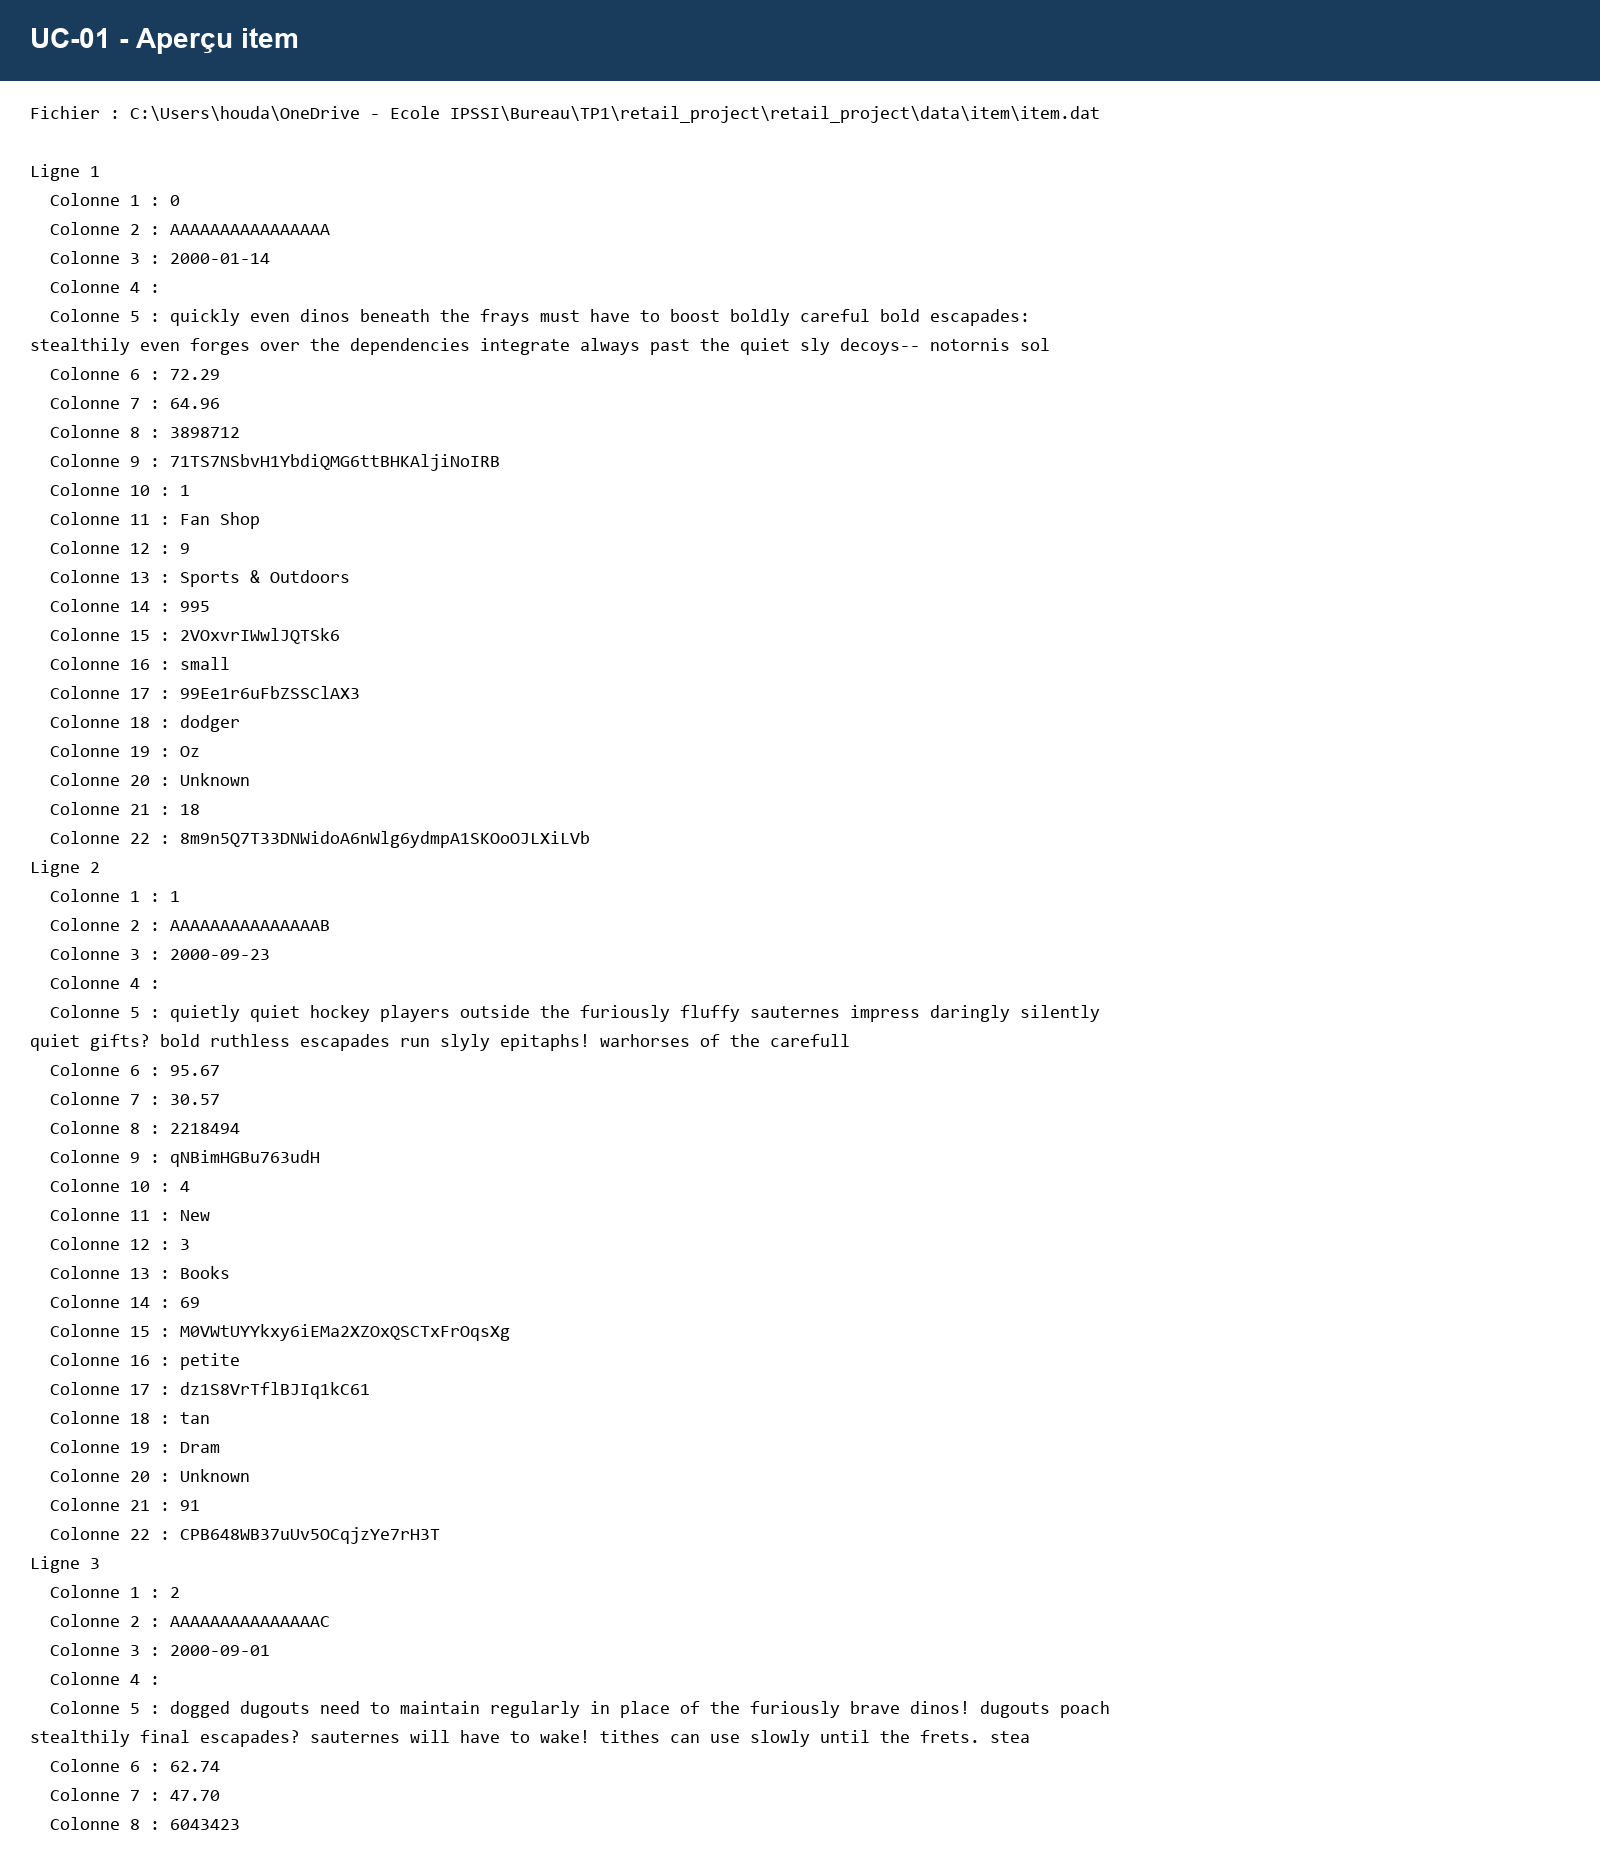 UC-01 - Aperçu item
Fichier : C:\Users\houda\OneDrive - Ecole IPSSI\Bureau\TP1\retail_project\retail_project\data\item\item.dat
Ligne 1
Colonne 1 : 0
Colonne 2 : AAAAAAAAAAAAAAAA
Colonne 3 : 2000-01-14
Colonne 4 :
Colonne 5 : quickly even dinos beneath the frays must have to boost boldly careful bold escapades:
stealthily even forges over the dependencies integrate always past the quiet sly decoys-- notornis sol
Colonne 6 : 72.29
Colonne 7 : 64.96
Colonne 8 : 3898712
Colonne 9 : 71TS7NSbvH1YbdiQMG6ttBHKAljiNoIRB
Colonne 10 : 1
Colonne 11 : Fan Shop
Colonne 12 : 9
Colonne 13 : Sports & Outdoors
Colonne 14 : 995
Colonne 15 : 2VOxvrIWwlJQTSk6
Colonne 16 : small
Colonne 17 : 99Ee1r6uFbZSSClAX3
Colonne 18 : dodger
Colonne 19 : Oz
Colonne 20 : Unknown
Colonne 21 : 18
Colonne 22 : 8m9n5Q7T33DNWidoA6nWlg6ydmpA1SKOoOJLXiLVb
Ligne 2
Colonne 1 : 1
Colonne 2 : AAAAAAAAAAAAAAAB
Colonne 3 : 2000-09-23
Colonne 4 :
Colonne 5 : quietly quiet hockey players outside the furiously fluffy sauternes impress daringly silently
quiet gifts? bold ruthless escapades run slyly epitaphs! warhorses of the carefull
Colonne 6 : 95.67
Colonne 7 : 30.57
Colonne 8 : 2218494
Colonne 9 : qNBimHGBu763udH
Colonne 10 : 4
Colonne 11 : New
Colonne 12 : 3
Colonne 13 : Books
Colonne 14 : 69
Colonne 15 : M0VWtUYYkxy6iEMa2XZOxQSCTxFrOqsXg
Colonne 16 : petite
Colonne 17 : dz1S8VrTflBJIq1kC61
Colonne 18 : tan
Colonne 19 : Dram
Colonne 20 : Unknown
Colonne 21 : 91
Colonne 22 : CPB648WB37uUv5OCqjzYe7rH3T
Ligne 3
Colonne 1 : 2
Colonne 2 : AAAAAAAAAAAAAAAC
Colonne 3 : 2000-09-01
Colonne 4 :
Colonne 5 : dogged dugouts need to maintain regularly in place of the furiously brave dinos! dugouts poach
stealthily final escapades? sauternes will have to wake! tithes can use slowly until the frets. stea
Colonne 6 : 62.74
Colonne 7 : 47.70
Colonne 8 : 6043423